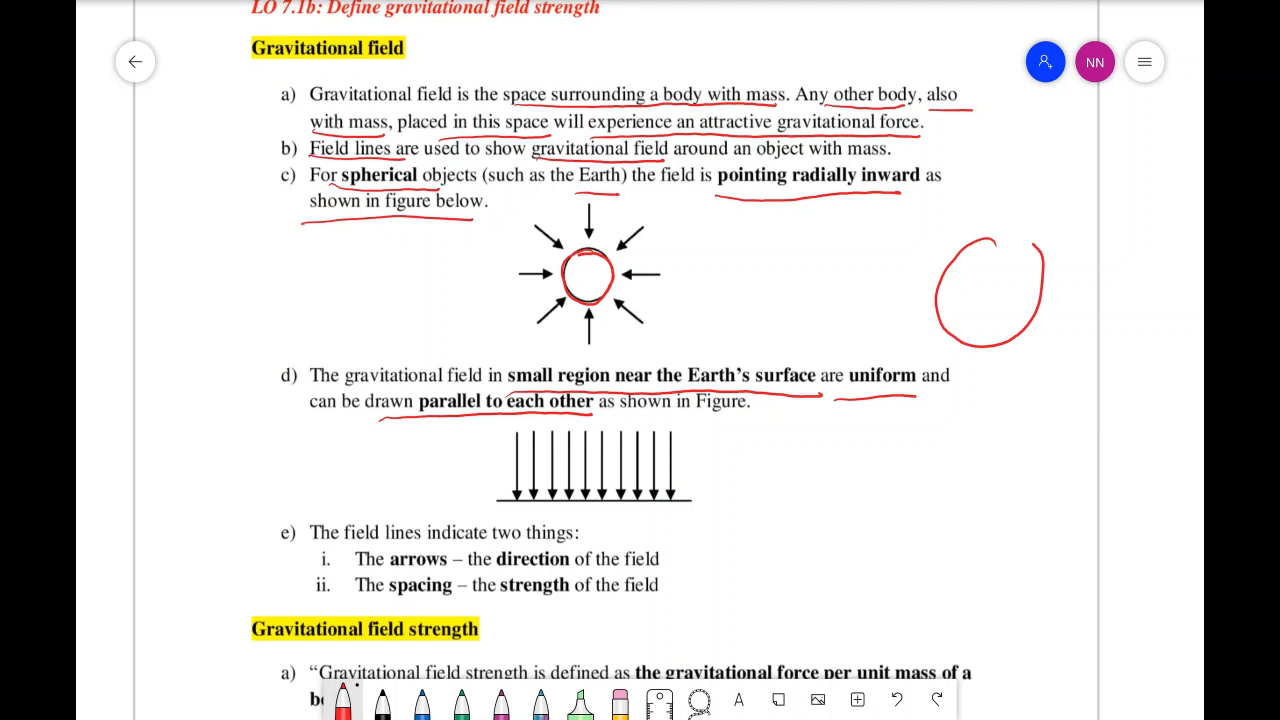 LO 7.1b: Define gravitational field strength
Gravitational field
NN
a) Gravitational field is the space surrounding a body with mass. Any other body, also
with mass, placed in this space will experience an attractive gravitational force.
b) Field lines are used to show gravitational field around an object with mass.
c) For spherical objects (such as the Earth) the field is pointing radially inward as
shown in figure below.
d) The gravitational field in small region near the Earth's surface are uniform and
can be drawn parallel to each other as shown in Figure.
e) The field lines indicate two things:
i. The arrows – the direction of the field
ii. The spacing – the strength of the field
Gravitational field strength
a) “Gravitational field strength is defined as the gravitational force per unit mass of a
A